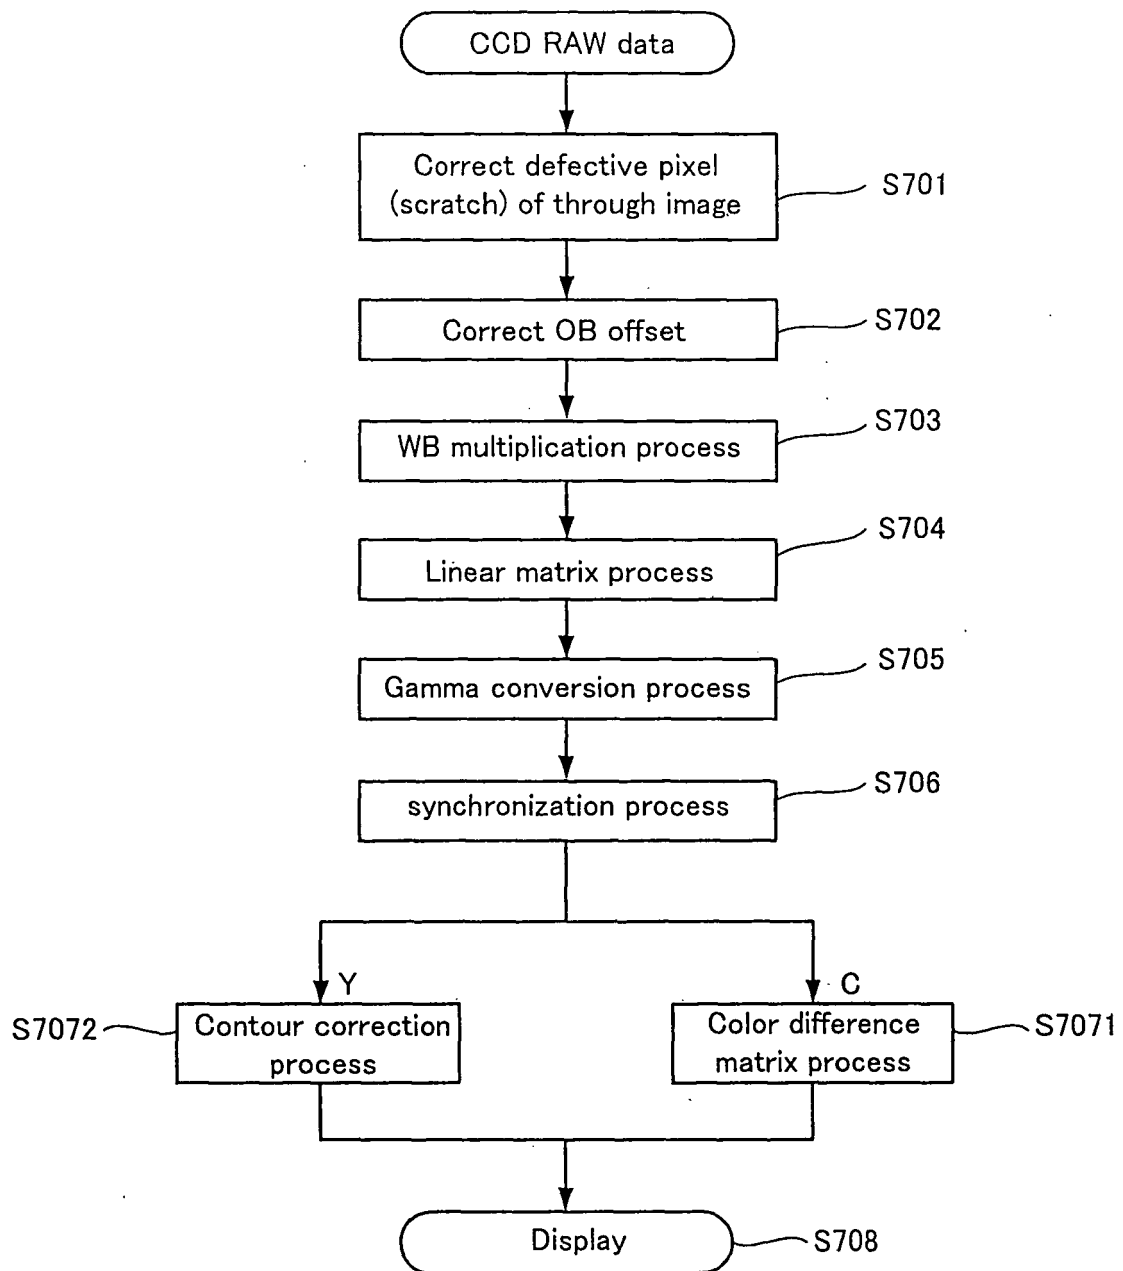 CCD RAW data
Correct defective pixel
(scratch) of through image
S701
Correct OB offset
S702
WB multiplication process
S703
Linear matrix process
S704
Gamma conversion process
S705
synchronization process
S706
Y
C
S7072
Contour correction
process
Color difference
matrix process
S7071
Display
S708